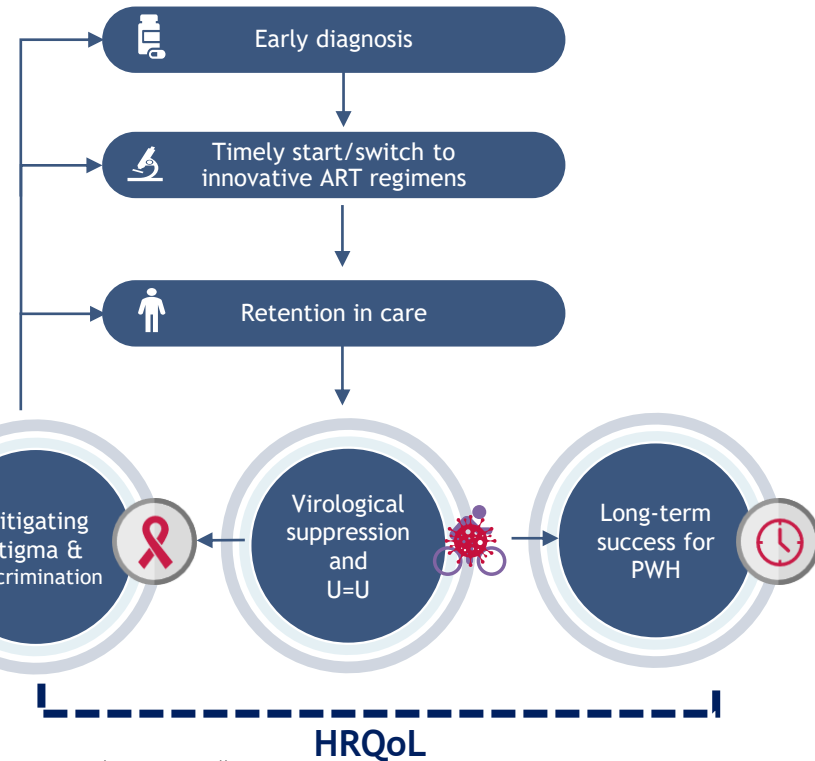 Early diagnosis
Timely start/switch to
innovative ART regimens
Retention in care
itigating
tigma &
crimination
Virological
suppression
and
U=U
Long-term
success for
PWH
HRQoL